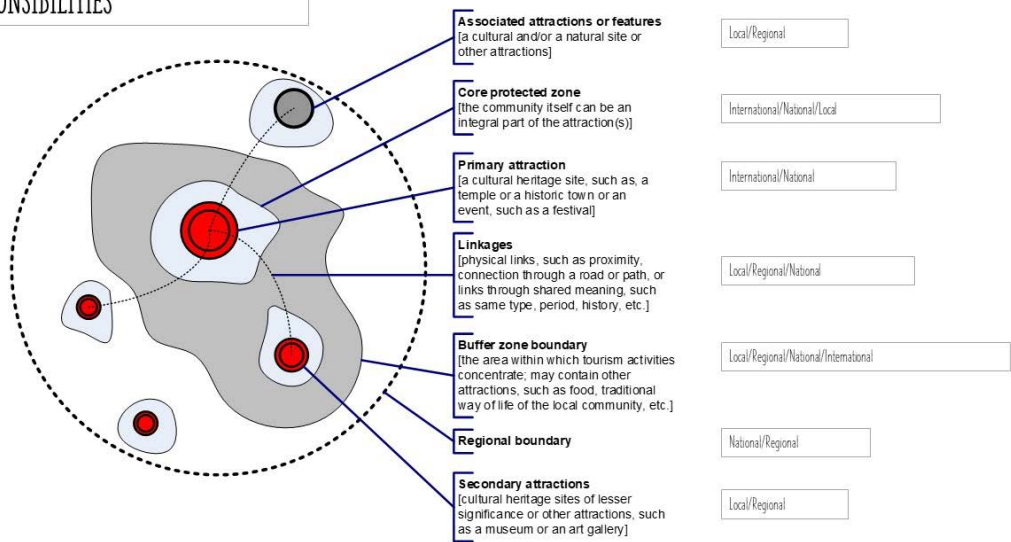 Associated attractions or features
[a cultural and/or a natural site or
other attractions]
Local/Regional
Core protected zone
[the community itself can be an
integral part of the attraction(s)]
International/National/Local
Primary attraction
[a cultural heritage site, such as, a
temple or a historic town or an
event, such as a festival]
International/National
Linkages
[physical links, such as proximity,
connection through a road or path, or
links through shared meaning, such
as same type, period, history, etc.]
Local/Regional/National
Buffer zone boundary
[the area within which tourism activities
concentrate; may contain other
attractions, such as food, traditional
way of life of the local community, etc.]
Local/Regional/National/International
Regional boundary
National/Regional
Secondary attractions
[cultural heritage sites of lesser
significance or other attractions, such
as a museum or an art gallery]
Local/Regional